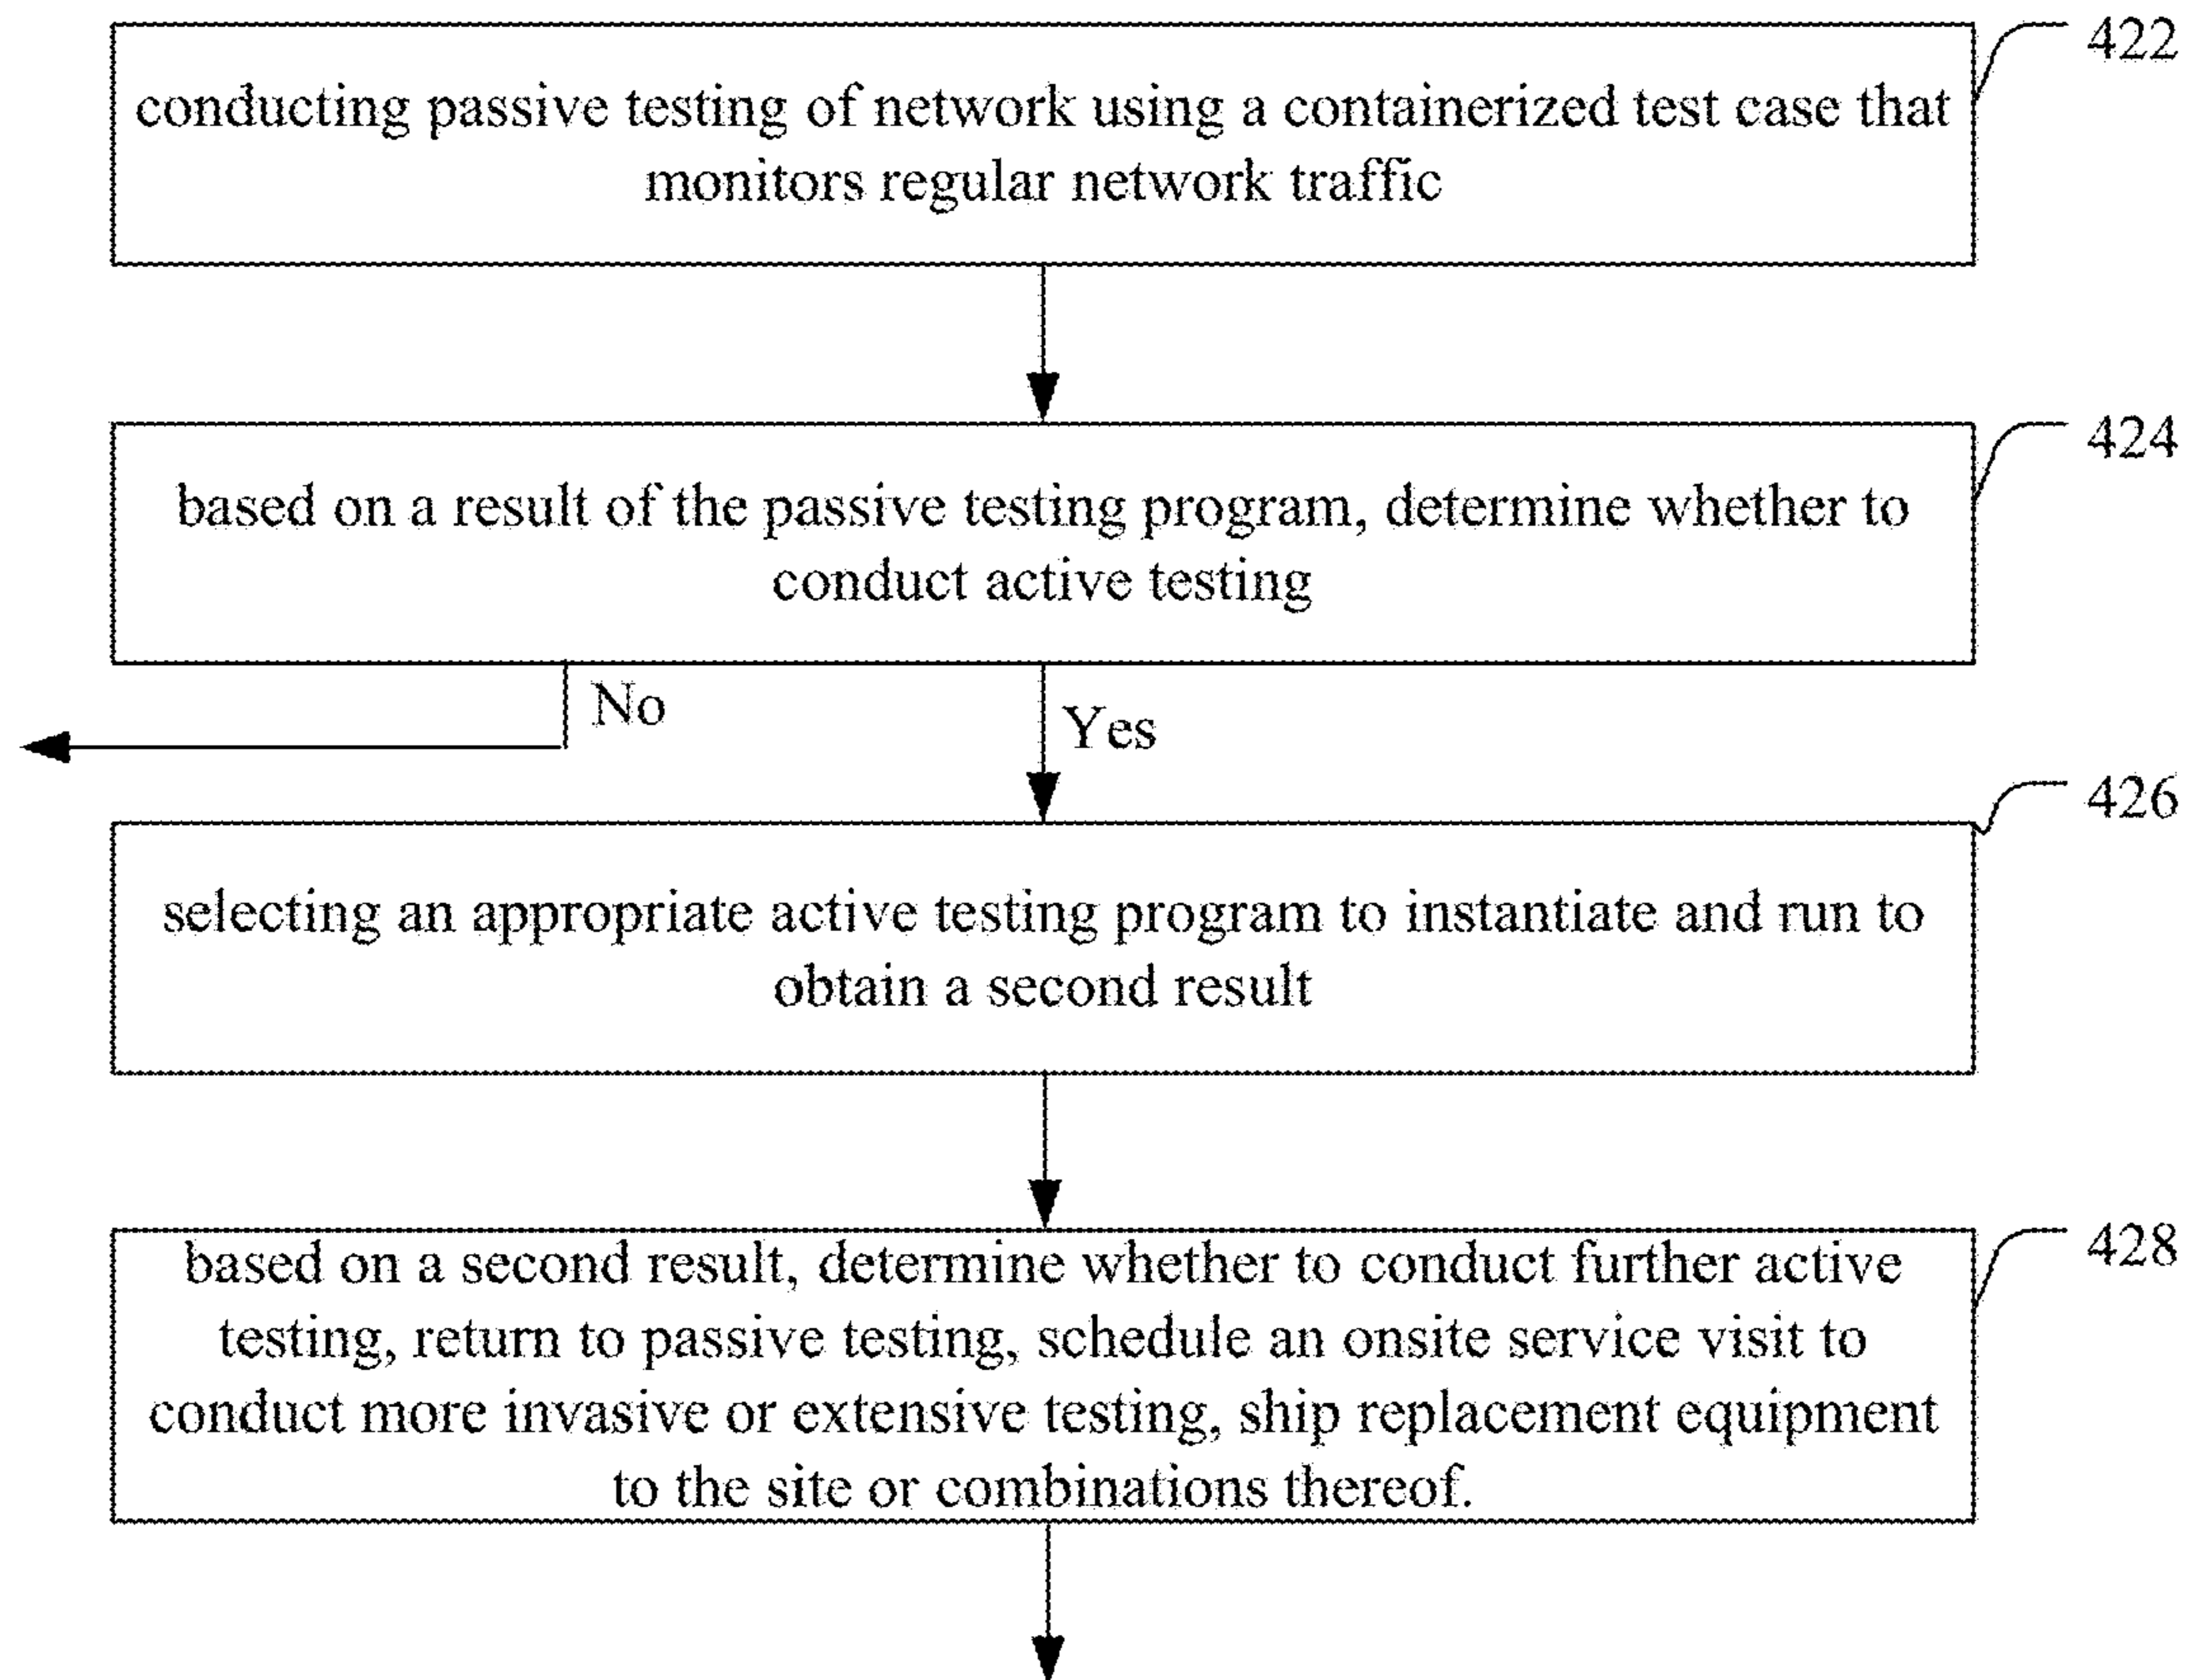 422
conducting passive testing of network using a containerized test case that
monitors regular network traffic
424
based on a result of the passive testing program, determine whether to
conduct active testing
No
Yes
426
selecting an appropriate active testing program to instantiate and run to
obtain a second result
428
based on a second result, determine whether to conduct further active
testing, return to passive testing, schedule an onsite service visit to
conduct more invasive or extensive testing, ship replacement equipment
to the site or combinations thereof.